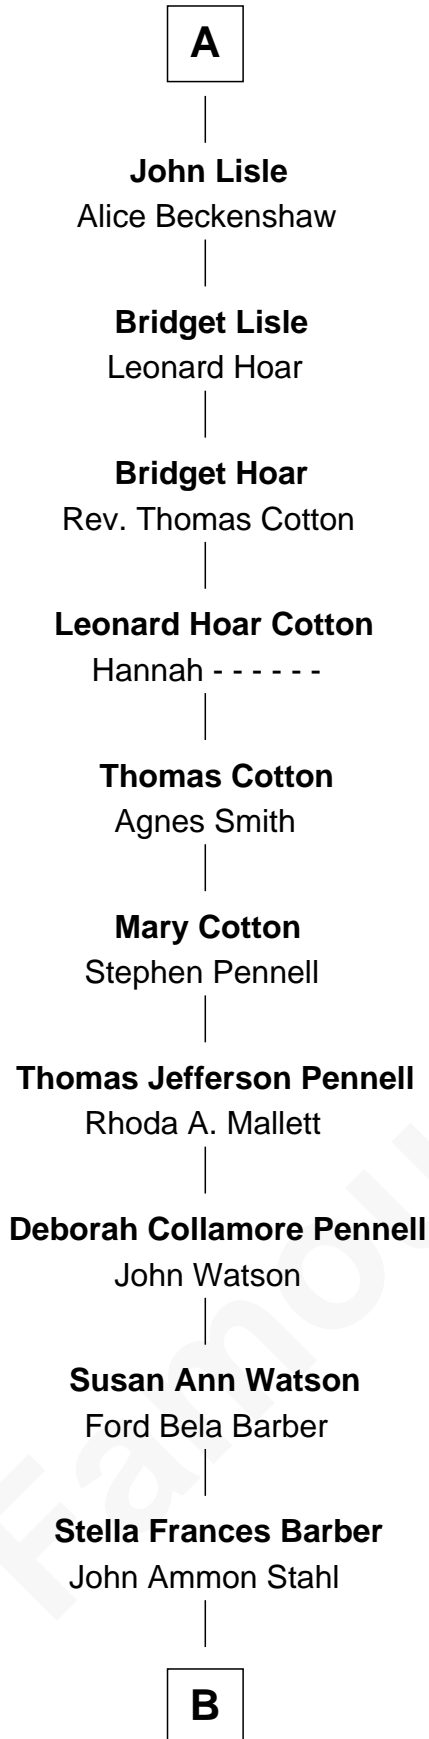 A
John Lisle
Alice Beckenshaw
Bridget Lisle
Leonard Hoar
Bridget Hoar
Rev. Thomas Cotton
Leonard Hoar Cotton
Hannah - - - - - -
Thomas Cotton
Agnes Smith
Mary Cotton
Stephen Pennell
Thomas Jefferson Pennell
Rhoda A. Mallett
Deborah Collamore Pennell
John Watson
Susan Ann Watson
Ford Bela Barber
Stella Frances Barber
John Ammon Stahl
B
Famou